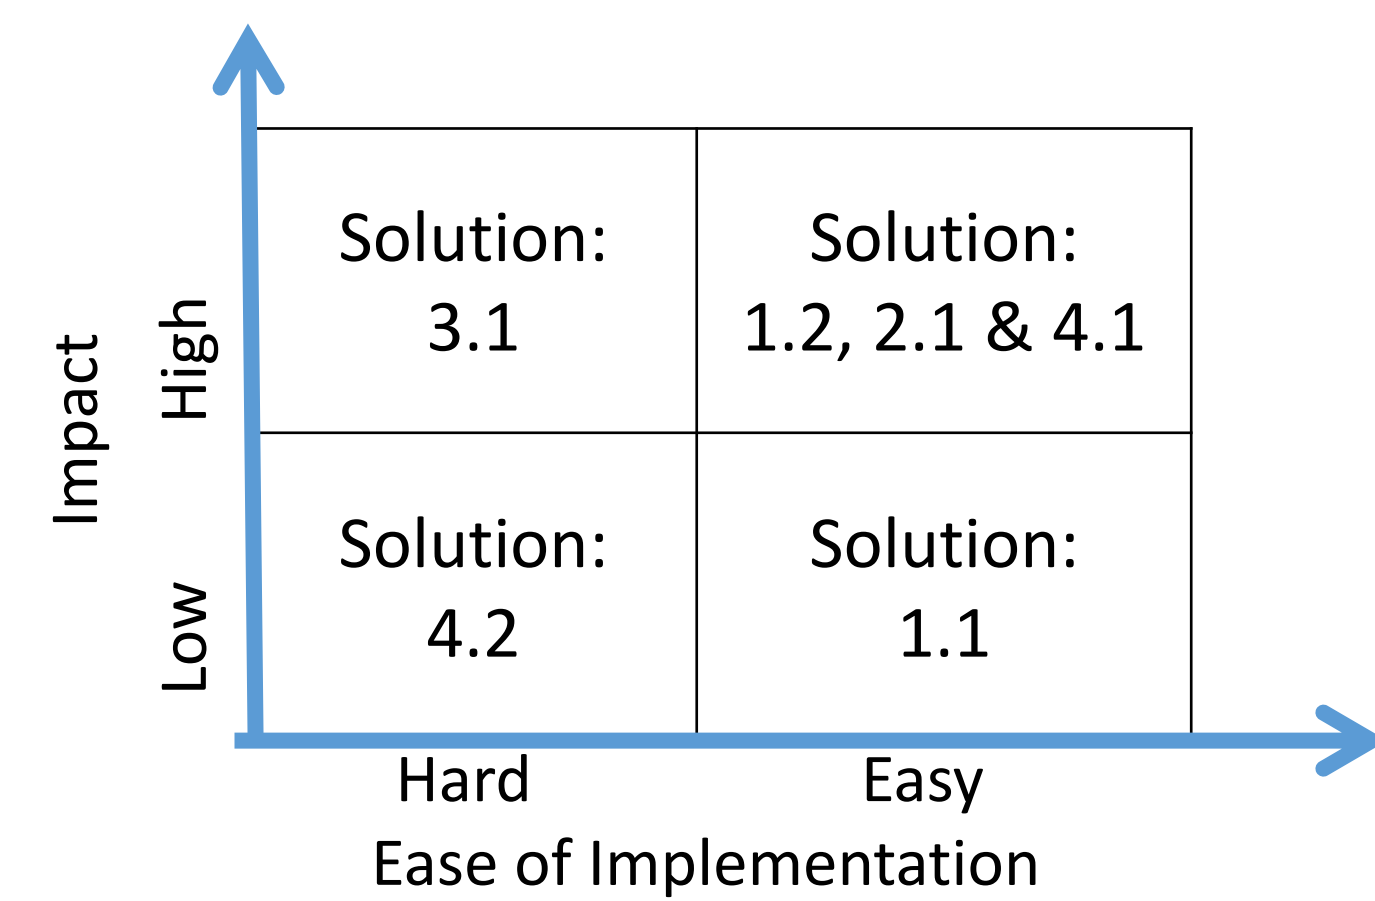 Impact
High
Low
Solution:
3.1
Solution:
1.2, 2.1 & 4.1
Solution:
4.2
Solution:
1.1
Hard
Easy
Ease of Implementation